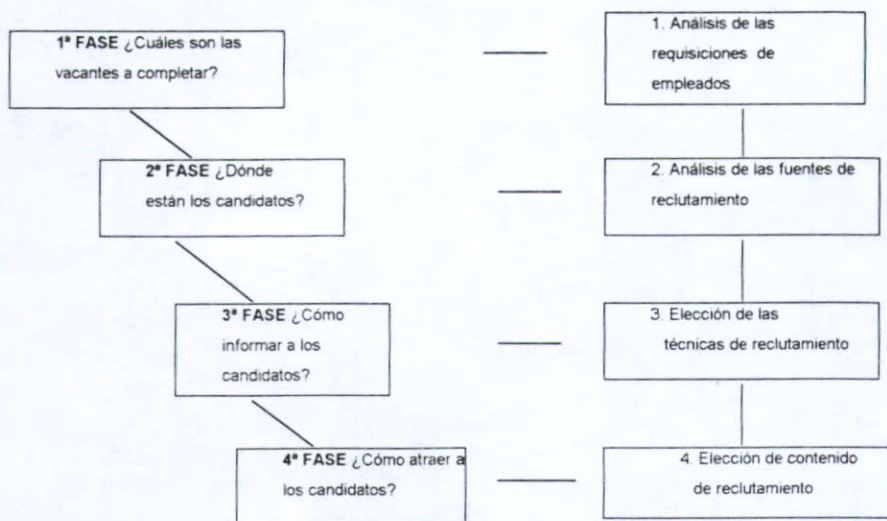 1ª FASE ¿Cuáles son las
vacantes a completar?
1. Análisis de las
requisiciones de
empleados
2ª FASE ¿Dónde
están los candidatos?
2. Análisis de las fuentes de
reclutamiento
3ª FASE ¿Cómo
informar a los
candidatos?
3. Elección de las
técnicas de reclutamiento
4ª FASE ¿Cómo atraer a
los candidatos?
4. Elección de contenido
de reclutamiento